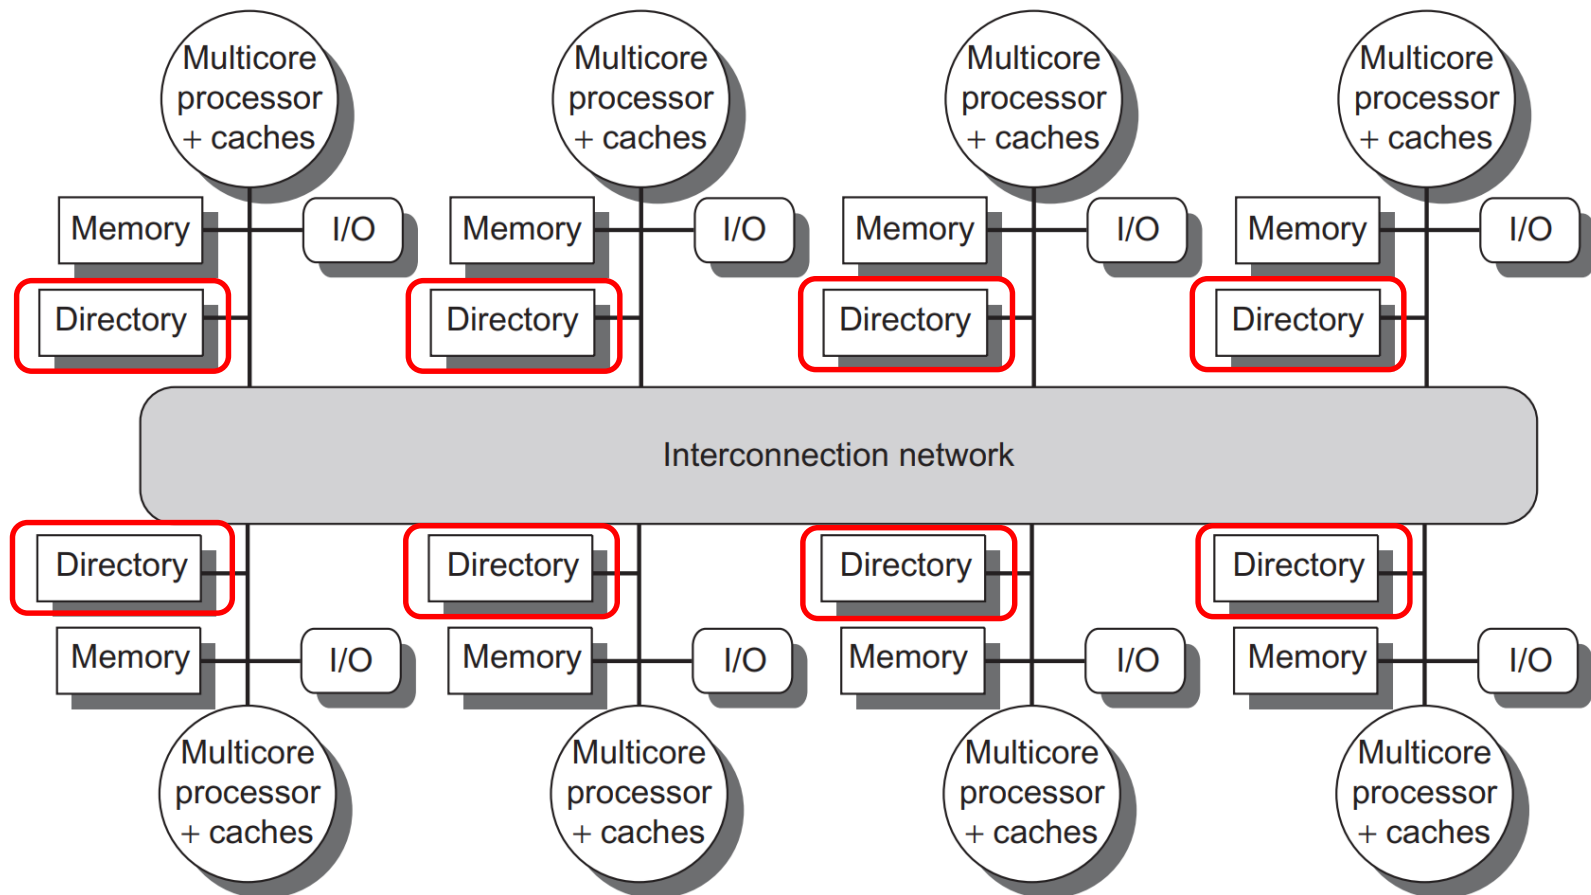 Multicore
processor
+ caches
Multicore
processor
+ caches
Multicore
processor
+ caches
Multicore
processor
+ caches
Memory
I/O
Memory
I/O
Memory
I/O
Memory
I/O
Directory
Directory
Directory
Directory
Interconnection network
Directory
Directory
Directory
Directory
Memory
I/O
Memory
I/O
Memory
I/O
Memory
I/O
Multicore
processor
+ caches
Multicore
processor
+ caches
Multicore
processor
+ caches
Multicore
processor
+ caches